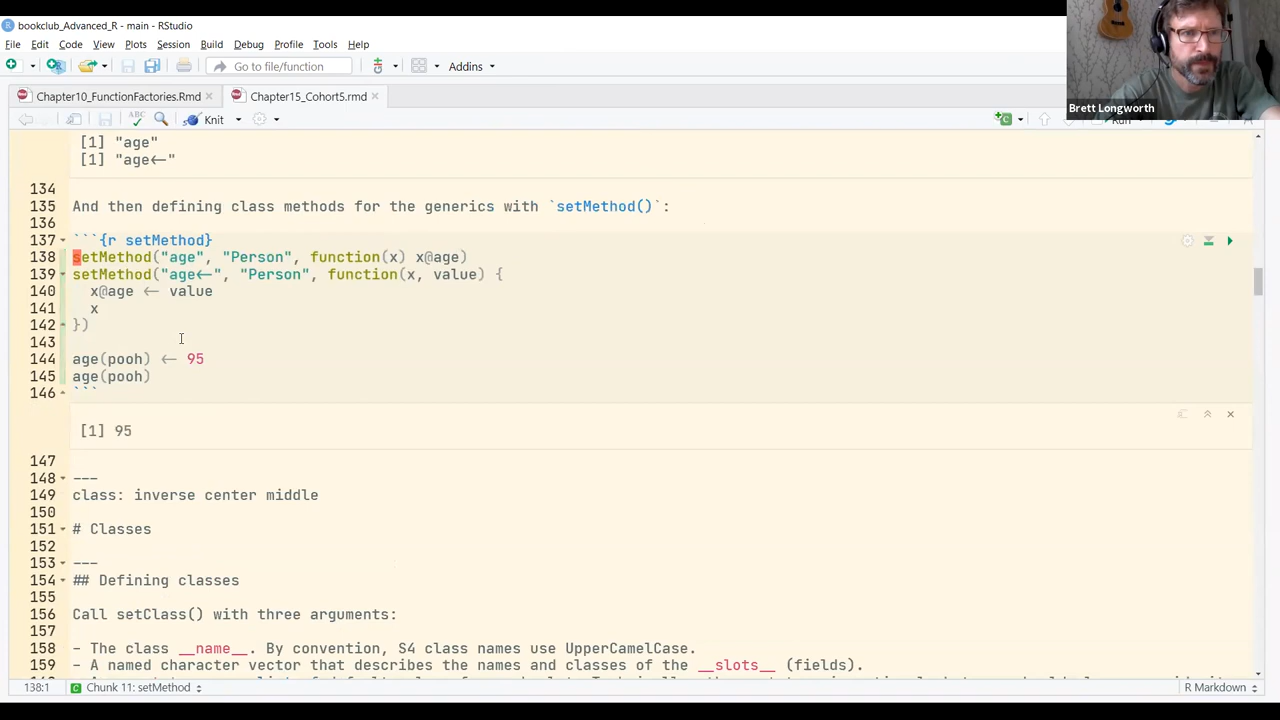 bookclub_Advanced_R - main - RStudio
File Edit Code View Plots Session Build Debug Profile Tools Help
Go to file/function Addins
Chapter10_FunctionFactories.Rmd Chapter15_Cohort5.rmd
ABC Knit Run
Brett Longworth
[1] "age"
[1] "age<-"
134
135 And then defining class methods for the generics with `setMethod()`:
136
137 ```{r setMethod}
138 setMethod("age", "Person", function(x) x@age)
139 setMethod("age<-", "Person", function(x, value) {
140 x@age <- value
141 x
142 })
143
144 age(pooh) <- 95
145 age(pooh)
146 ```
[1] 95
147
148 ---
149 class: inverse center middle
150
151 # Classes
152
153 ---
154 ## Defining classes
155
156 Call setClass() with three arguments:
157
158 - The class __name__. By convention, S4 class names use UpperCamelCase.
159 - A named character vector that describes the names and classes of the __slots__ (fields).
138:1 Chunk 11: setMethod R Markdown